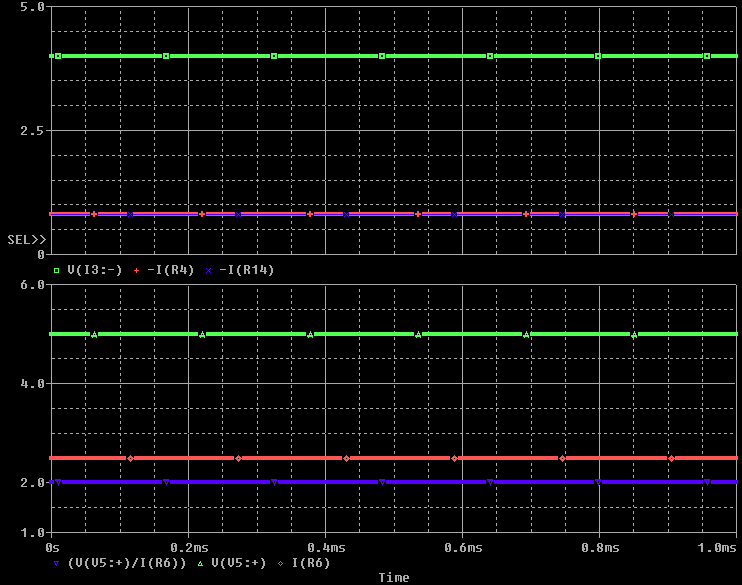 5.0
2.5
SEL>>
0
V(I3:-) -I(R4) -I(R14)
6.0
4.0
2.0
1.0
0s 0.2ms 0.4ms 0.6ms 0.8ms 1.0ms
(V(V5:+)/I(R6)) V(V5:+) I(R6)
Time